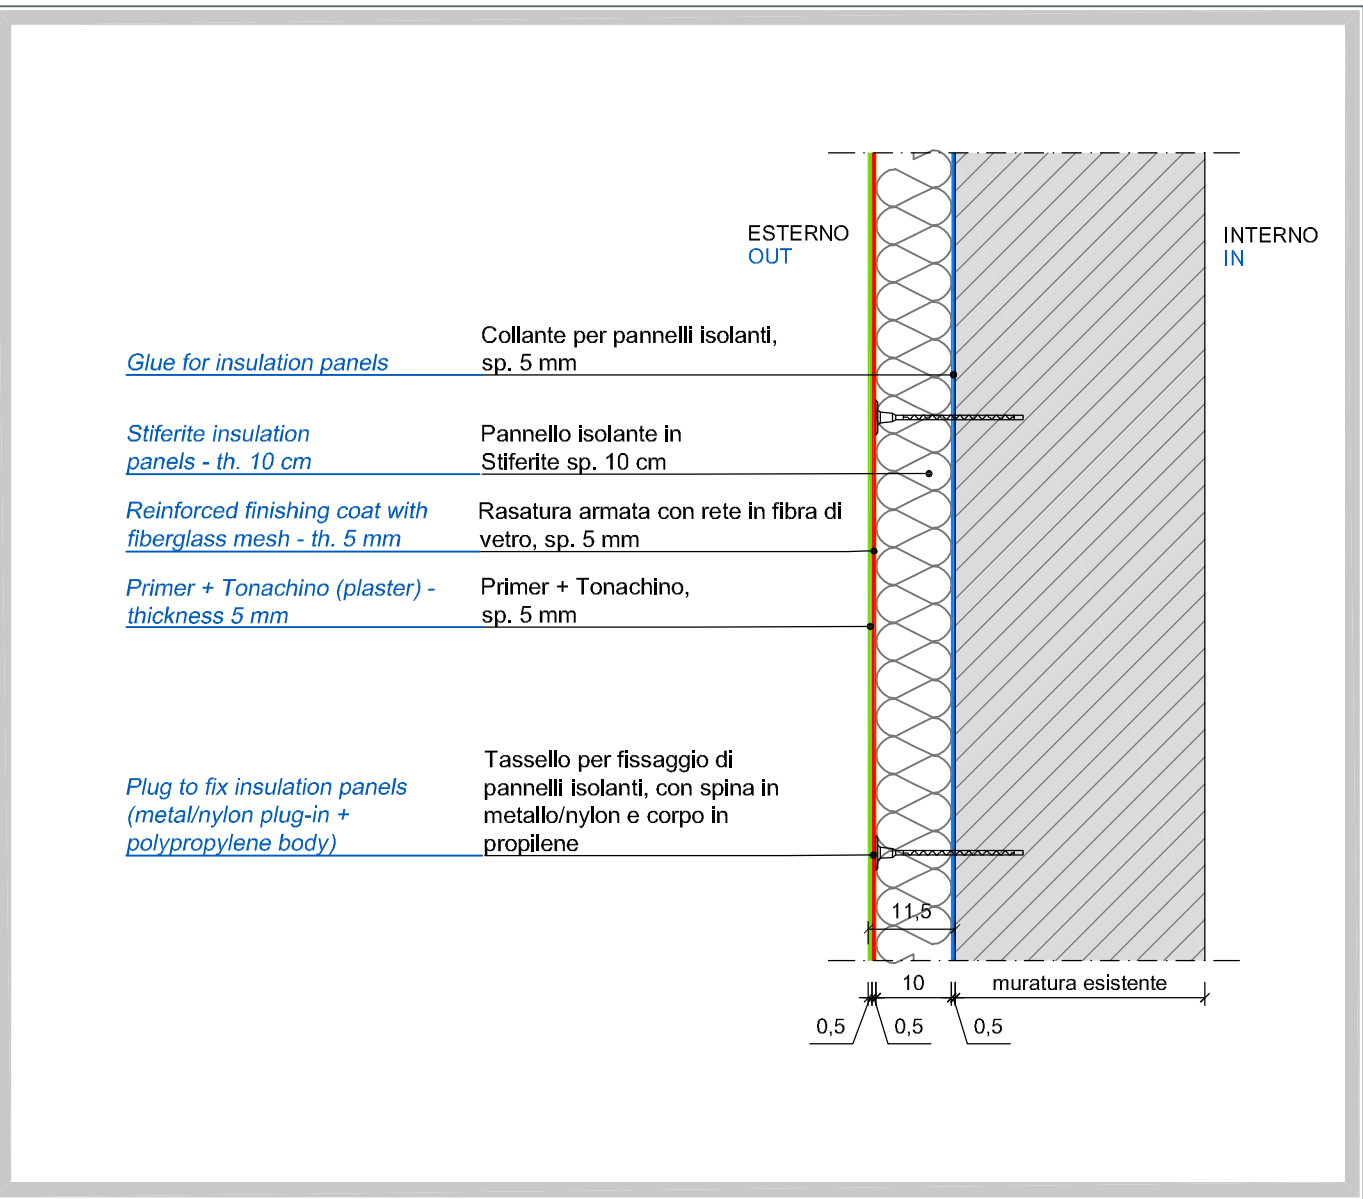 ESTERNO
OUT
INTERNO
IN
Glue for insulation panels
Collante per pannelli isolanti,
sp. 5 mm
Stiferite insulation
panels - th. 10 cm
Pannello isolante in
Stiferite sp. 10 cm
Reinforced finishing coat with
fiberglass mesh - th. 5 mm
Rasatura armata con rete in fibra di
vetro, sp. 5 mm
Primer + Tonachino (plaster) -
thickness 5 mm
Primer + Tonachino,
sp. 5 mm
Plug to fix insulation panels
(metal/nylon plug-in +
polypropylene body)
Tassello per fissaggio di
pannelli isolanti, con spina in
metallo/nylon e corpo in
propilene
11,5
10
muratura esistente
0,5
0,5
0,5